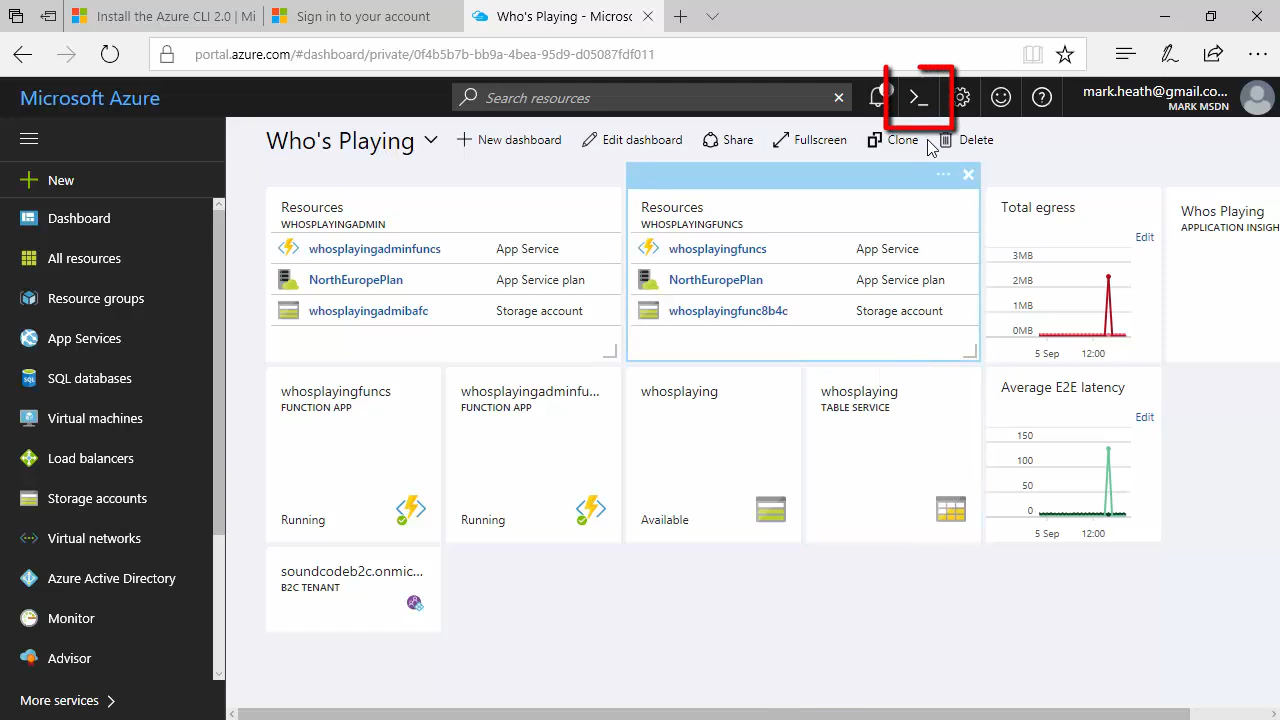 Install the Azure CLI 2.0 | Mi
Sign in to your account
Who's Playing - Microsc
portal.azure.com/#dashboard/private/0f4b5b7b-bb9a-4bea-95d9-d05087fdf011
Microsoft Azure
Search resources
mark.heath@gmail.co...
MARK MSDN
Who's Playing
New dashboard
Edit dashboard
Share
Fullscreen
Clone
Delete
New
Dashboard
All resources
Resource groups
App Services
SQL databases
Virtual machines
Load balancers
Storage accounts
Virtual networks
Azure Active Directory
Monitor
Advisor
More services
Resources
WHOSPLAYINGADMIN
whosplayingadminfuncs App Service
NorthEuropePlan App Service plan
whosplayingadmibafc Storage account
Resources
WHOSPLAYINGFUNCS
whosplayingfuncs App Service
NorthEuropePlan App Service plan
whosplayingfunc8b4c Storage account
Total egress
Edit
3MB
2MB
1MB
0MB
5 Sep 12:00
Whos Playing
APPLICATION INSIGH
whosplayingfuncs
FUNCTION APP
Running
whosplayingadminfu...
FUNCTION APP
Running
whosplaying
Available
whosplaying
TABLE SERVICE
Average E2E latency
Edit
150
100
50
0
5 Sep 12:00
soundcodeb2c.onmic...
B2C TENANT